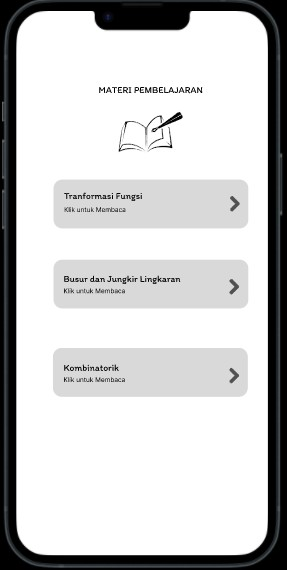 MATERI PEMBELAJARAN
Tranformasi Fungsi
Klik untuk Membaca
Busur dan Jungkir Lingkaran
Klik untuk Membaca
Kombinatorik
Klik untuk Membaca